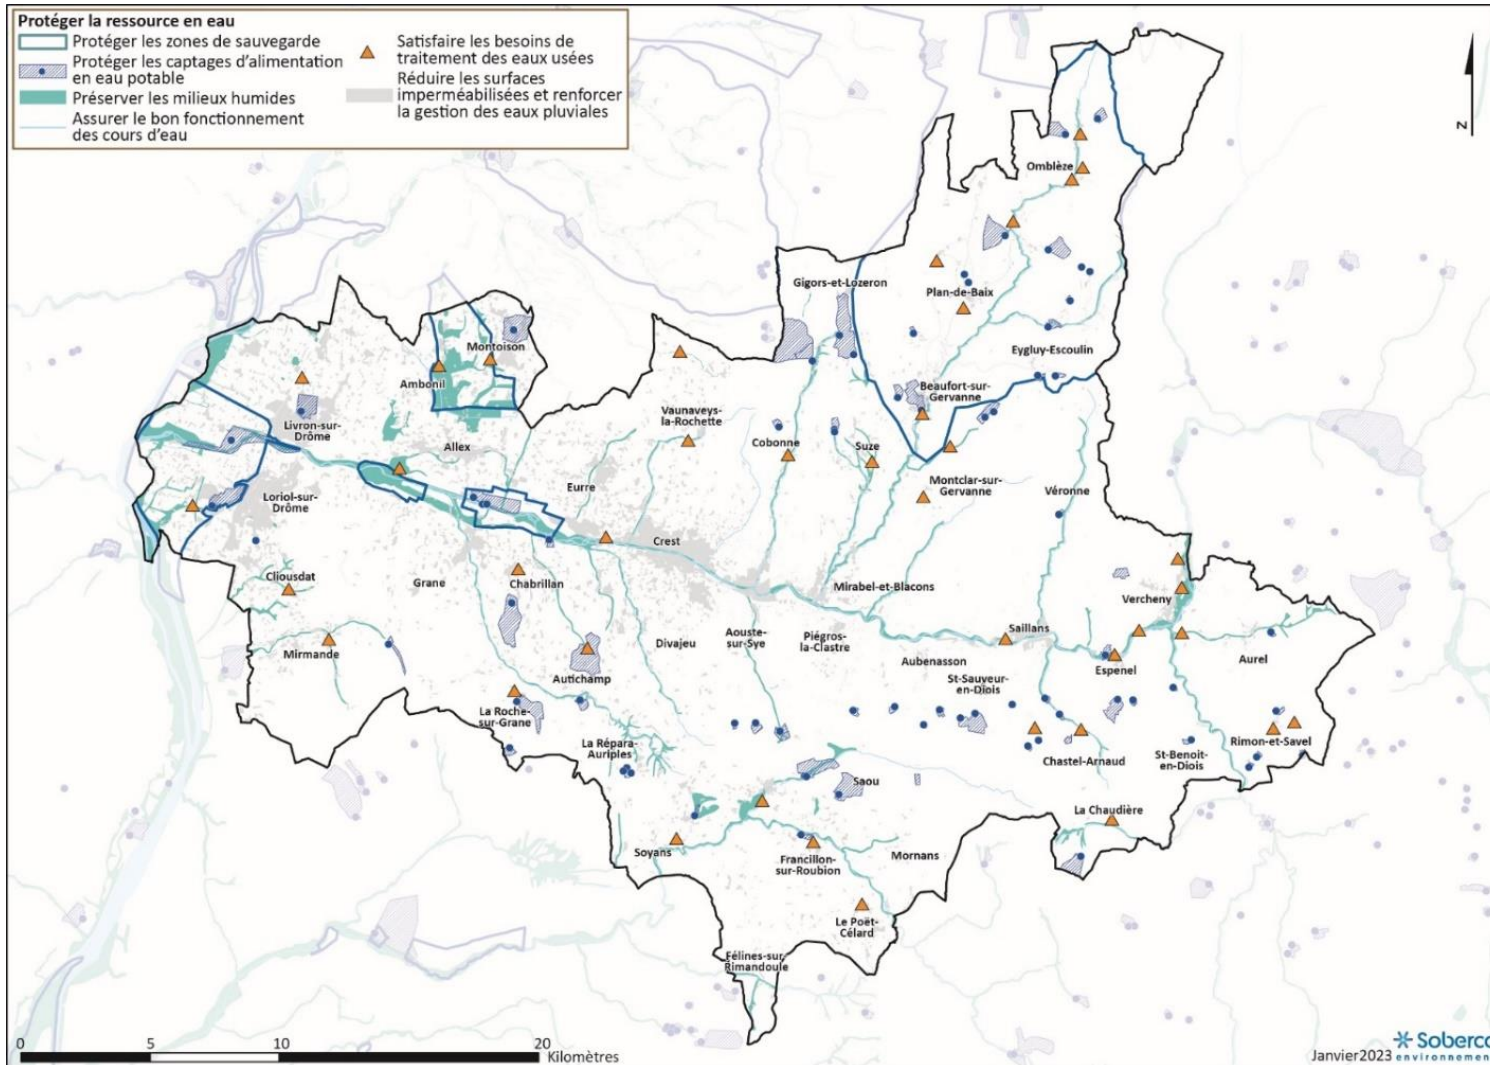 Protéger la ressource en eau
Protéger les zones de sauvegarde
Protéger les captages d'alimentation
en eau potable
Préserver les milieux humides
Assurer le bon fonctionnement
des cours d'eau
Satisfaire les besoins de
traitement des eaux usées
Réduire les surfaces
imperméabilisées et renforcer
la gestion des eaux pluviales
N
Omblèze
Gigors-et-Lozeron
Plan-de-Baix
Montoison
Eygluy-Escoulin
Ambonil
Beaufort-sur-
Gervanne
Vaunaveys-
la-Rochette
Livron-sur-
Drôme
Allex
Cobonne
Suze
Montclar-sur-
Gervanne
Véronne
Eurre
Loriol-sur-
Drôme
Crest
Cliousdat
Grane
Chabrillan
Mirabel-et-Blacons
Vercheny
Saillans
Mirmande
Divajeu
Aouste-
sur-Sye
Piégros-
la-Clastre
Aubenasson
Espenel
Aurel
Autichamp
St-Sauveur-
en-Diois
La Roche-
sur-Grane
La Répara-
Auriples
Chastel-Arnaud
St-Benoit-
en-Diois
Rimon-et-Savel
Saou
La Chaudière
Soyans
Francillon-
sur-Roubion
Mornans
Le Poët-
Célard
Félines-sur-
Rimandoule
0 5 10 20
Kilomètres
Janvier2023
Soberco
environnement